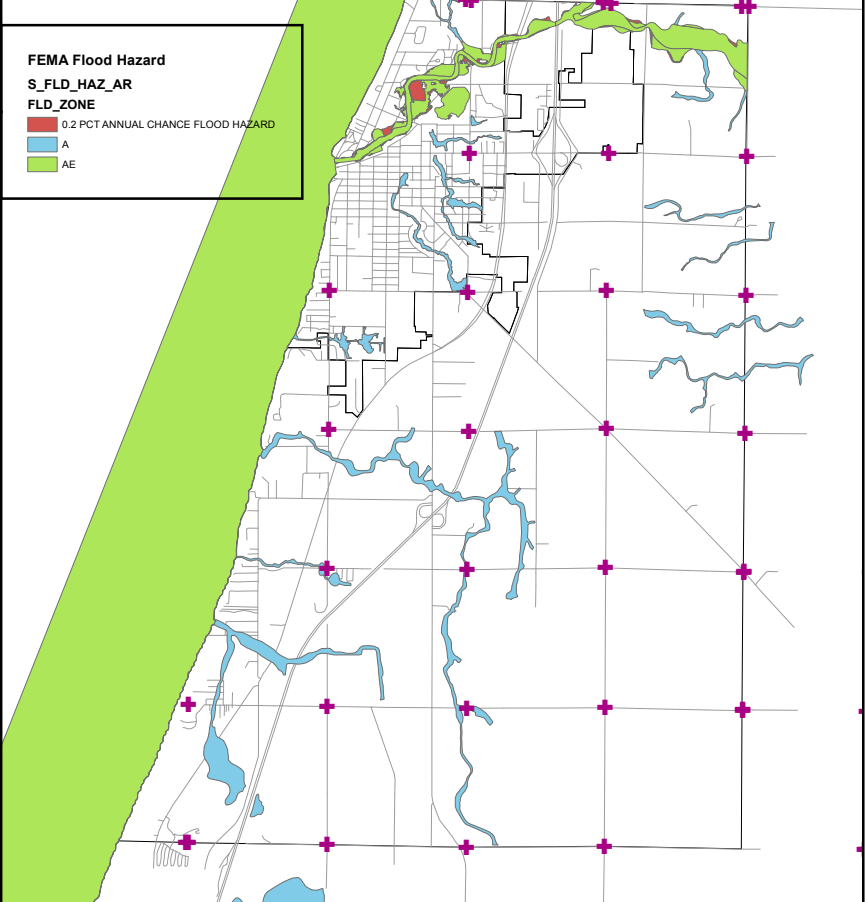 FEMA Flood Hazard
S_FLD_HAZ_AR
FLD_ZONE
0.2 PCT ANNUAL CHANCE FLOOD HAZARD
A
AE